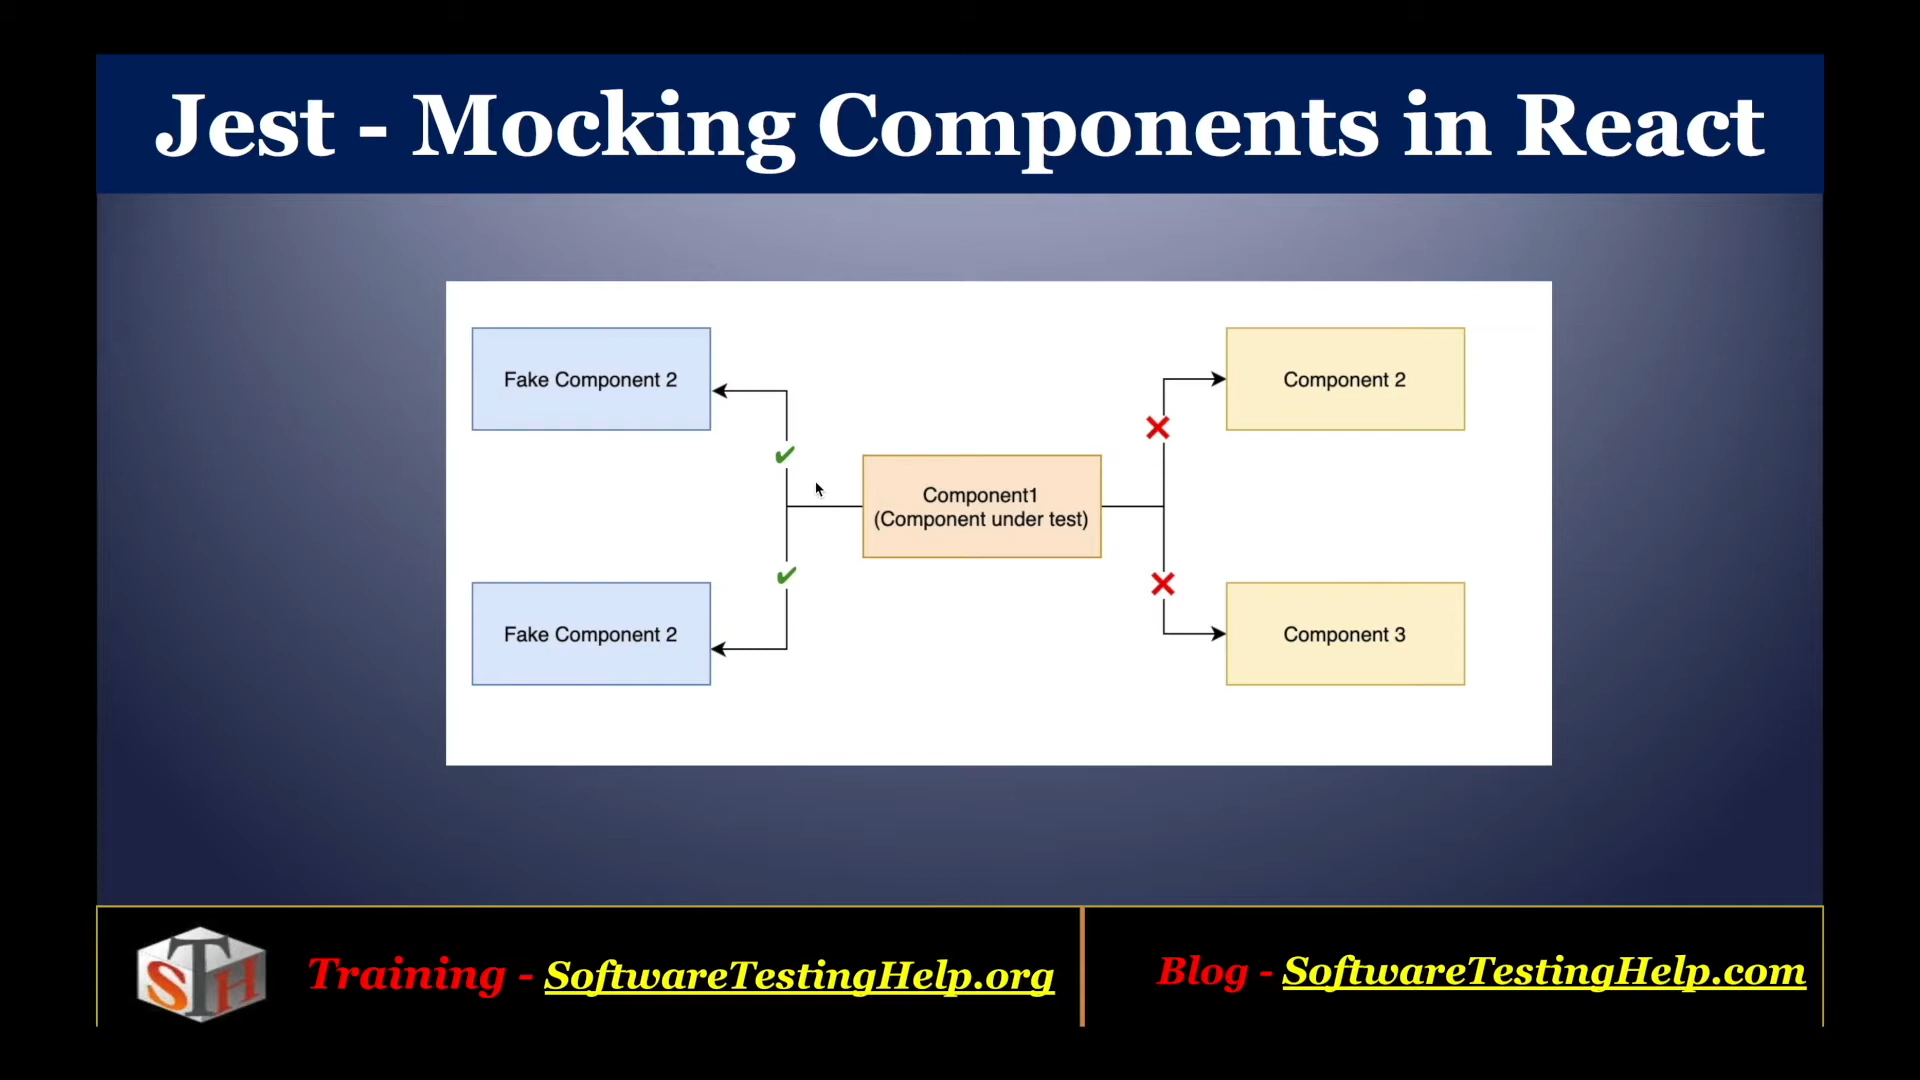 Jest - Mocking Components in React
Fake Component 2
Component 2
Component1
(Component under test)
Fake Component 2
Component 3
STH
Training - SoftwareTestingHelp.org
Blog - SoftwareTestingHelp.com